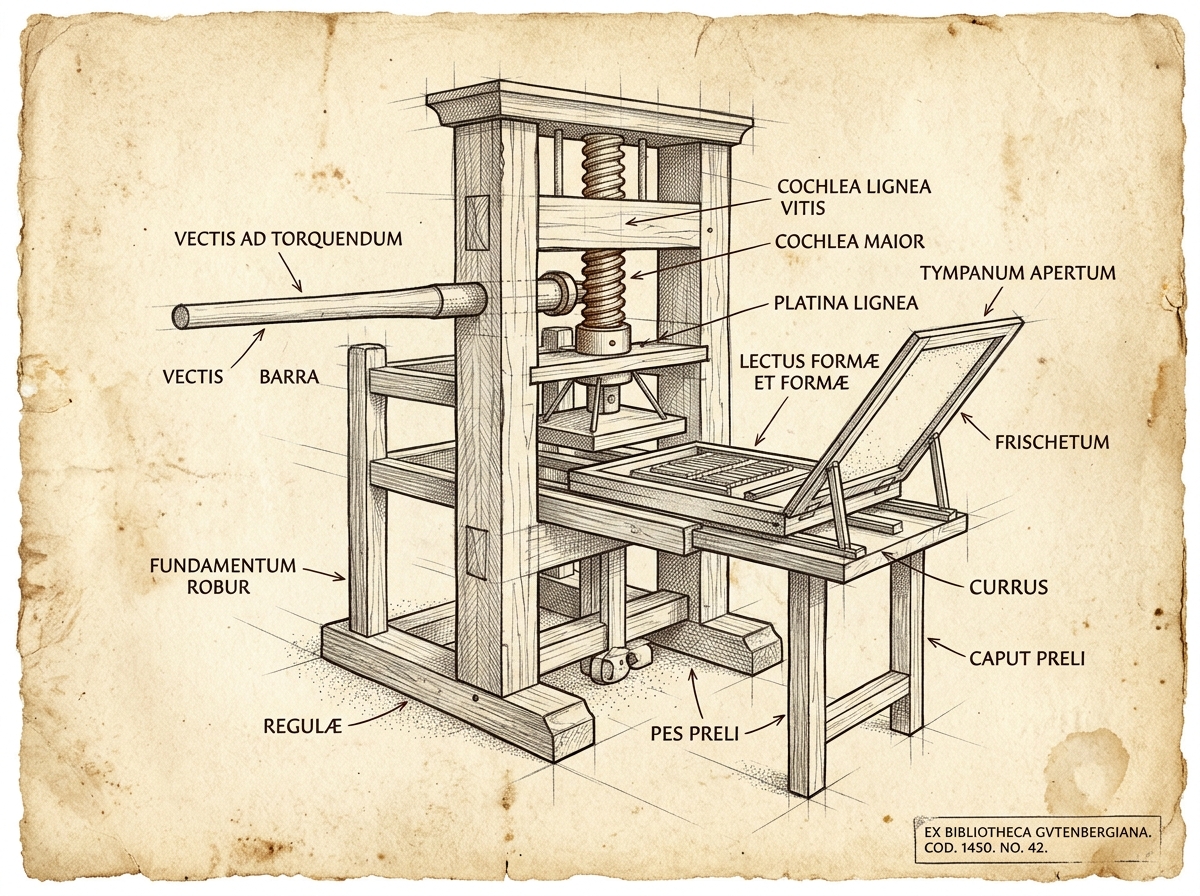 COCHLEA LIGNEA
VITIS
VECTIS AD TORQUENDUM
COCHLEA MAIOR
TYMPANUM APERTUM
PLATINA LIGNEA
LECTUS FORMÆ
ET FORMÆ
VECTIS BARRA
FRISCHETUM
FUNDAMENTUM
ROBUR
CURRUS
CAPUT PRELI
REGULÆ
PES PRELI
EX BIBLIOTHECA GVTENBERGIANA.
COD. 1450. NO. 42.